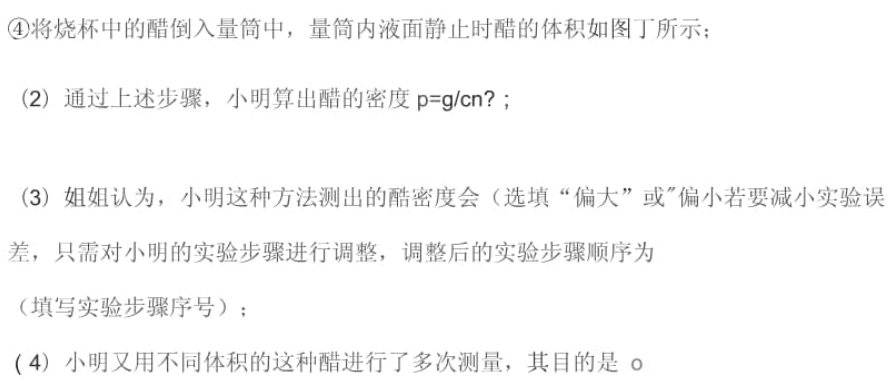 ④将烧杯中的醋倒入量筒中，量筒内液面静止时醋的体积如图丁所示；
（2）通过上述步骤，小明算出醋的密度 p=g/cn?；
（3）姐姐认为，小明这种方法测出的酷密度会（选填“偏大”或"偏小若要减小实验误
差，只需对小明的实验步骤进行调整，调整后的实验步骤顺序为
（填写实验步骤序号）；
（4）小明又用不同体积的这种醋进行了多次测量，其目的是 o